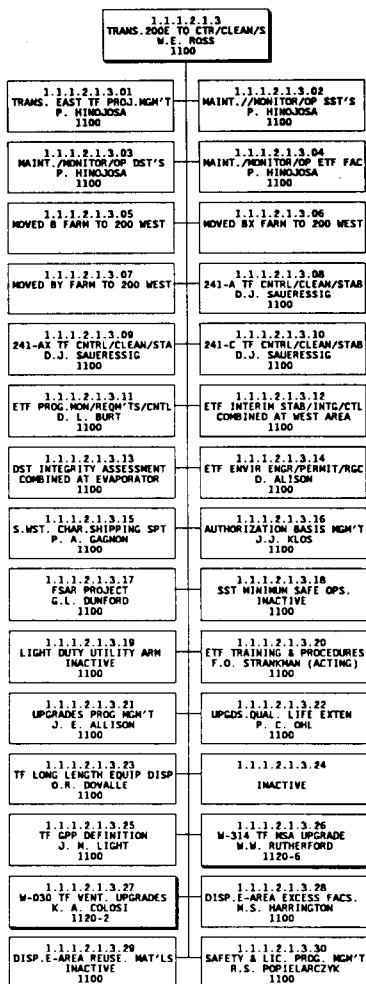 1.1.1.2.1.3
TRANS.200E TO CTR/CLEAN/S
W.E. ROSS
1100
1.1.1.2.1.3.01
TRANS. EAST TF PROJ.MGM'T
P. HINOJOSA
1100
1.1.1.2.1.3.02
MAINT.//MONITOR/OP SST'S
P. HINOJOSA
1100
1.1.1.2.1.3.03
MAINT./MONITOR/OP DST'S
P. HINOJOSA
1100
1.1.1.2.1.3.04
MAINT./MONITOR/OP ETF FAC
P. HINOJOSA
1100
1.1.1.2.1.3.05
MOVED B FARM TO 200 WEST
1.1.1.2.1.3.06
MOVED BX FARM TO 200 WEST
1.1.1.2.1.3.07
MOVED BY FARM TO 200 WEST
1.1.1.2.1.3.08
241-A TF CNTRL/CLEAN/STAB
D.J. SAUERESSIG
1100
1.1.1.2.1.3.09
241-AX TF CNTRL/CLEAN/STA
D.J. SAUERESSIG
1100
1.1.1.2.1.3.10
241-C TF CNTRL/CLEAN/STAB
D.J. SAUERESSIG
1100
1.1.1.2.1.3.11
ETF PROG.MON/REQM'TS/CNTL
D. L. BURT
1100
1.1.1.2.1.3.12
ETF INTERIM STAB/INTG/CTL
COMBINED AT WEST AREA
1100
1.1.1.2.1.3.13
DST INTEGRITY ASSESSMENT
COMBINED AT EVAPORATOR
1100
1.1.1.2.1.3.14
ETF ENVIR ENGR/PERMIT/RGC
D. ALISON
1100
1.1.1.2.1.3.15
S.WST. CHAR.SHIPPING SPT
P. A. GAGNON
1100
1.1.1.2.1.3.16
AUTHORIZATION BASIS MGM'T
J.J. KLOS
1100
1.1.1.2.1.3.17
FSAR PROJECT
G.L. DUNFORD
1100
1.1.1.2.1.3.18
SST MINIMUM SAFE OPS.
INACTIVE
1100
1.1.1.2.1.3.19
LIGHT DUTY UTILITY ARM
INACTIVE
1100
1.1.1.2.1.3.20
ETF TRAINING & PROCEDURES
F.O. STRANKMAN (ACTING)
1100
1.1.1.2.1.3.21
UPGRADES PROG MGM'T
J. E. ALLISON
1100
1.1.1.2.1.3.22
UPGDS.QUAL. LIFE EXTEN
P. C. OHL
1100
1.1.1.2.1.3.23
TF LONG LENGTH EQUIP DISP
O.R. DOVALLE
1100
1.1.1.2.1.3.24
INACTIVE
1.1.1.2.1.3.25
TF GPP DEFINITION
J. M. LIGHT
1100
1.1.1.2.1.3.26
W-314 TF MSA UPGRADE
W.W. RUTHERFORD
1120-6
1.1.1.2.1.3.27
W-030 TF VENT. UPGRADES
K. A. COLOSI
1120-2
1.1.1.2.1.3.28
DISP.E-AREA EXCESS FACS.
M.S. HARRINGTON
1100
1.1.1.2.1.3.29
DISP.E-AREA REUSE. MAT'LS
INACTIVE
1100
1.1.1.2.1.3.30
SAFETY & LIC. PROG. MGM'T
R.S. POPIELARCZYK
1100